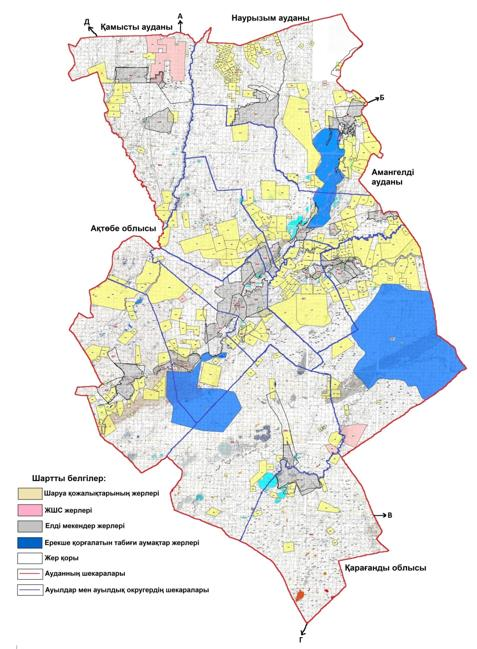 Д
Қамысты ауданы
А
Наурызым ауданы
Б
Амангелді
ауданы
Ақтөбе облысы
В
Қарағанды облысы
Г
Шартты белгілер:
Шаруа қожалықтарының жерлері
ЖШС жерлері
Елді мекендер жерлері
Ерекше қорғалатын табиғи аумақтар жерлері
Жер қоры
Ауданның шекаралары
Ауылдар мен ауылдық округердің шекаралары